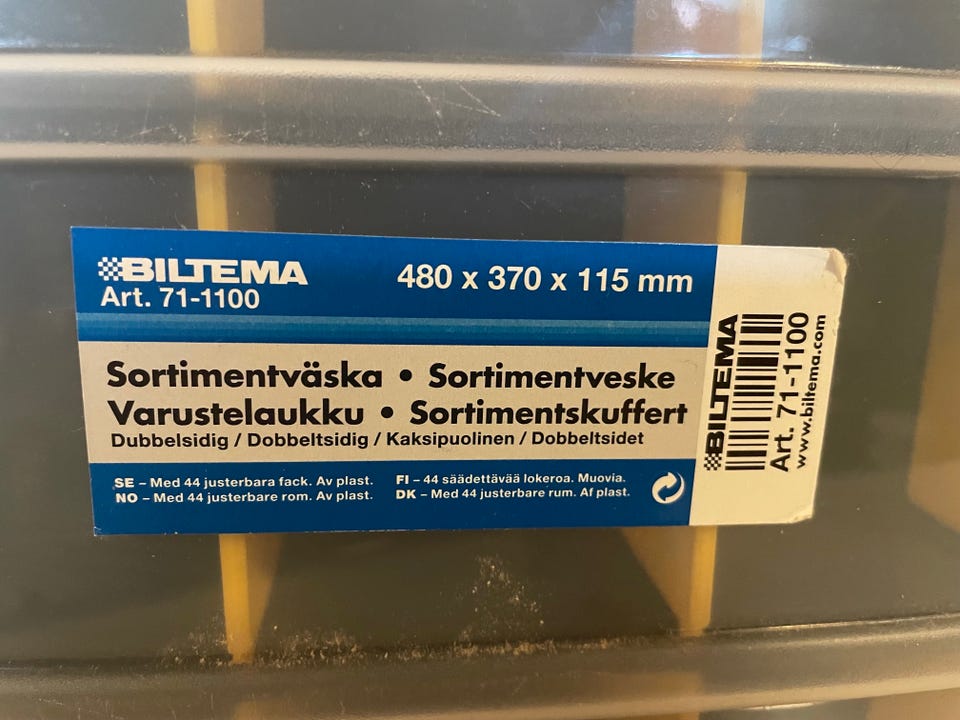 BILTEMA
Art. 71-1100
480 x 370 x 115 mm
Sortimentväska • Sortimentveske
Varustelaukku • Sortimentskuffert
Dubbelsidig / Dobbeltsidig / Kaksipuolinen / Dobbeltsidet
SE – Med 44 justerbara fack. Av plast.
NO – Med 44 justerbare rom. Av plast.
FI – 44 säädettävää lokeroa. Muovia.
DK – Med 44 justerbare rum. Af plast.
BILTEMA
Art. 71-1100
www.biltema.com